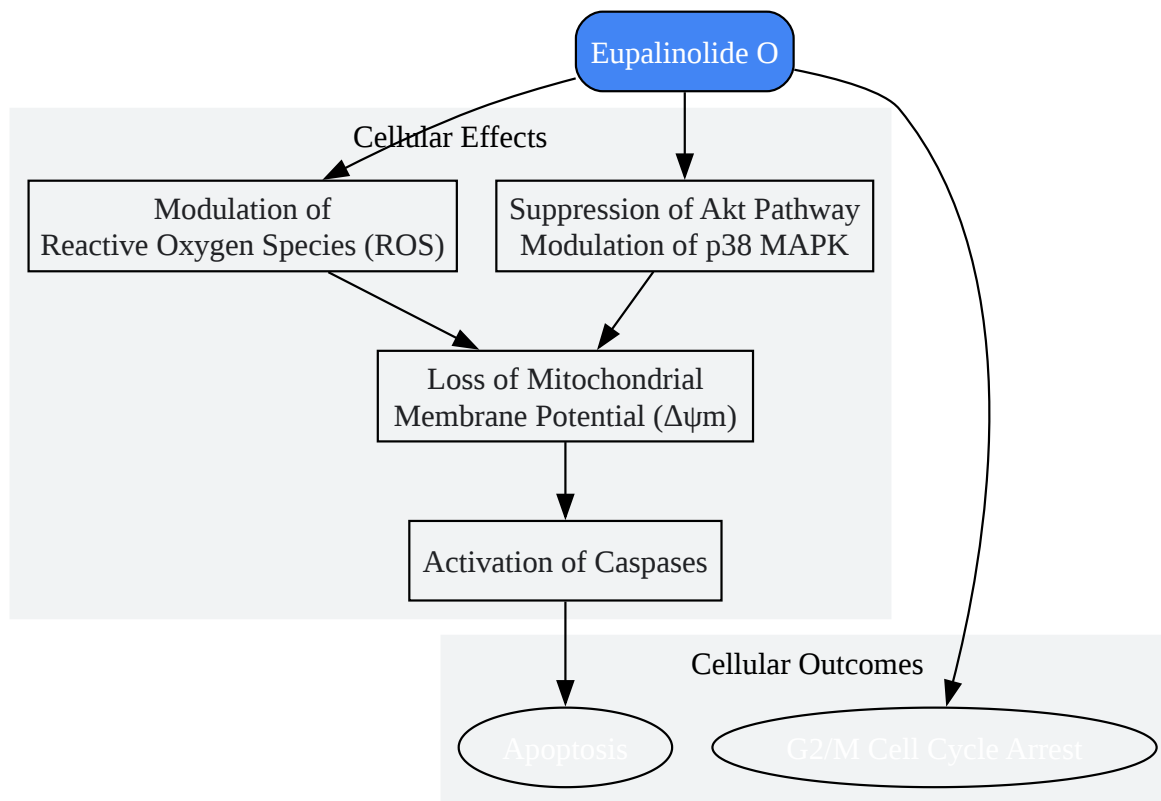 Eupalinolide O
Cellular Effects
Modulation of
Reactive Oxygen Species (ROS)
Suppression of Akt Pathway
Modulation of p38 MAPK
Loss of Mitochondrial
Membrane Potential (Δψm)
Activation of Caspases
Cellular Outcomes
Apoptosis
G2/M Cell Cycle Arrest